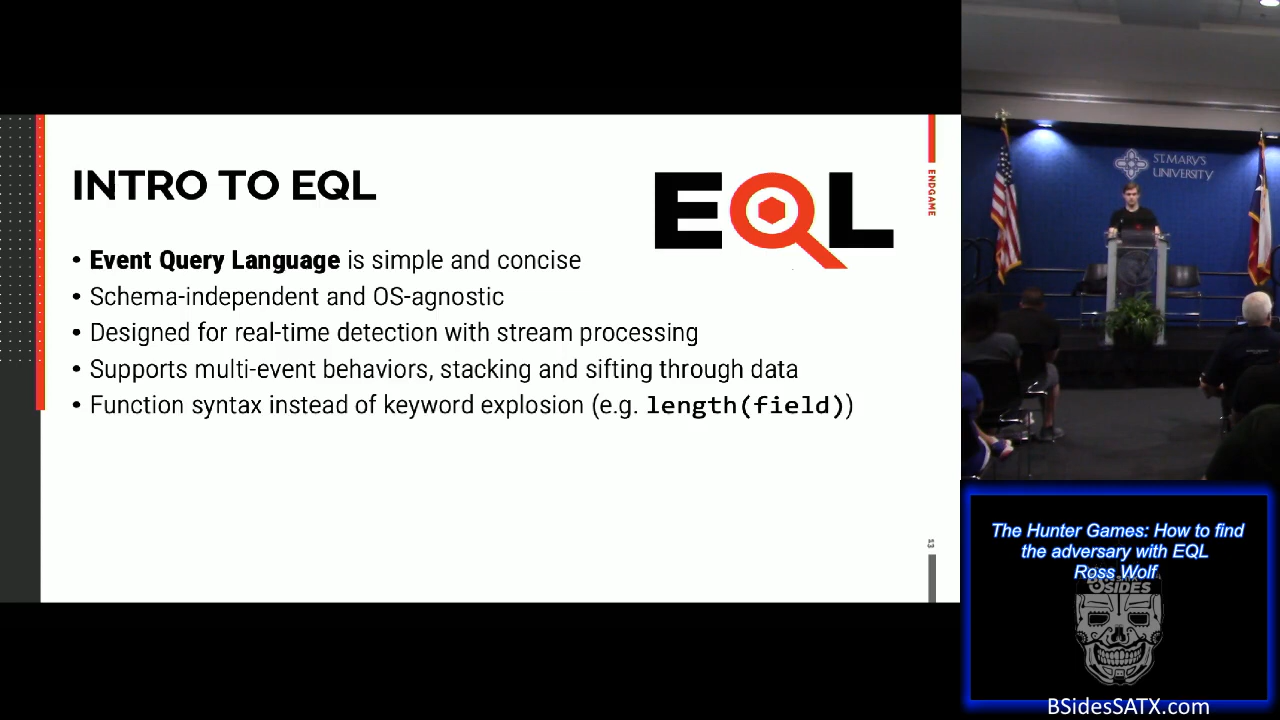 INTRO TO EQL
EQL
• Event Query Language is simple and concise
• Schema-independent and OS-agnostic
• Designed for real-time detection with stream processing
• Supports multi-event behaviors, stacking and sifting through data
• Function syntax instead of keyword explosion (e.g. length(field))
ENDGAME
13
ST. MARY'S
UNIVERSITY
The Hunter Games: How to find
the adversary with EQL
Ross Wolf
BSIDES
BSidesSATX.com